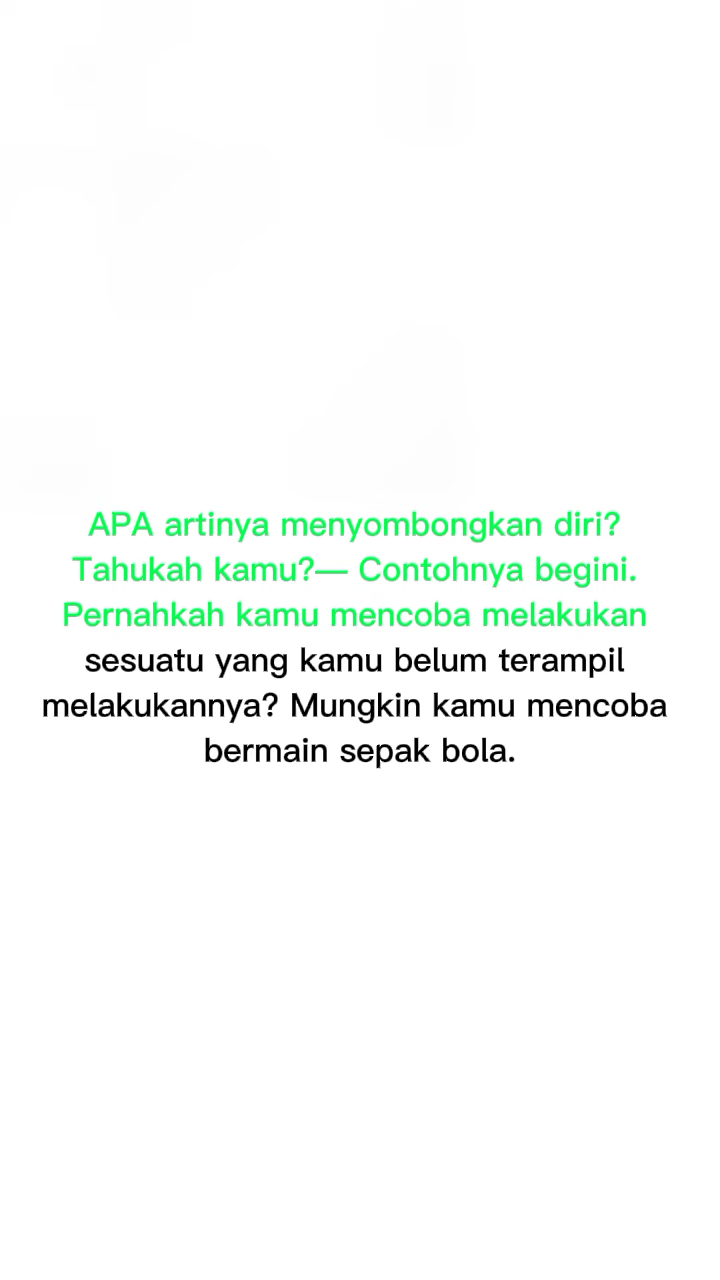 APA artinya menyombongkan diri?
Tahukah kamu?— Contohnya begini.
Pernahkah kamu mencoba melakukan
sesuatu yang kamu belum terampil
melakukannya? Mungkin kamu mencoba
bermain sepak bola.